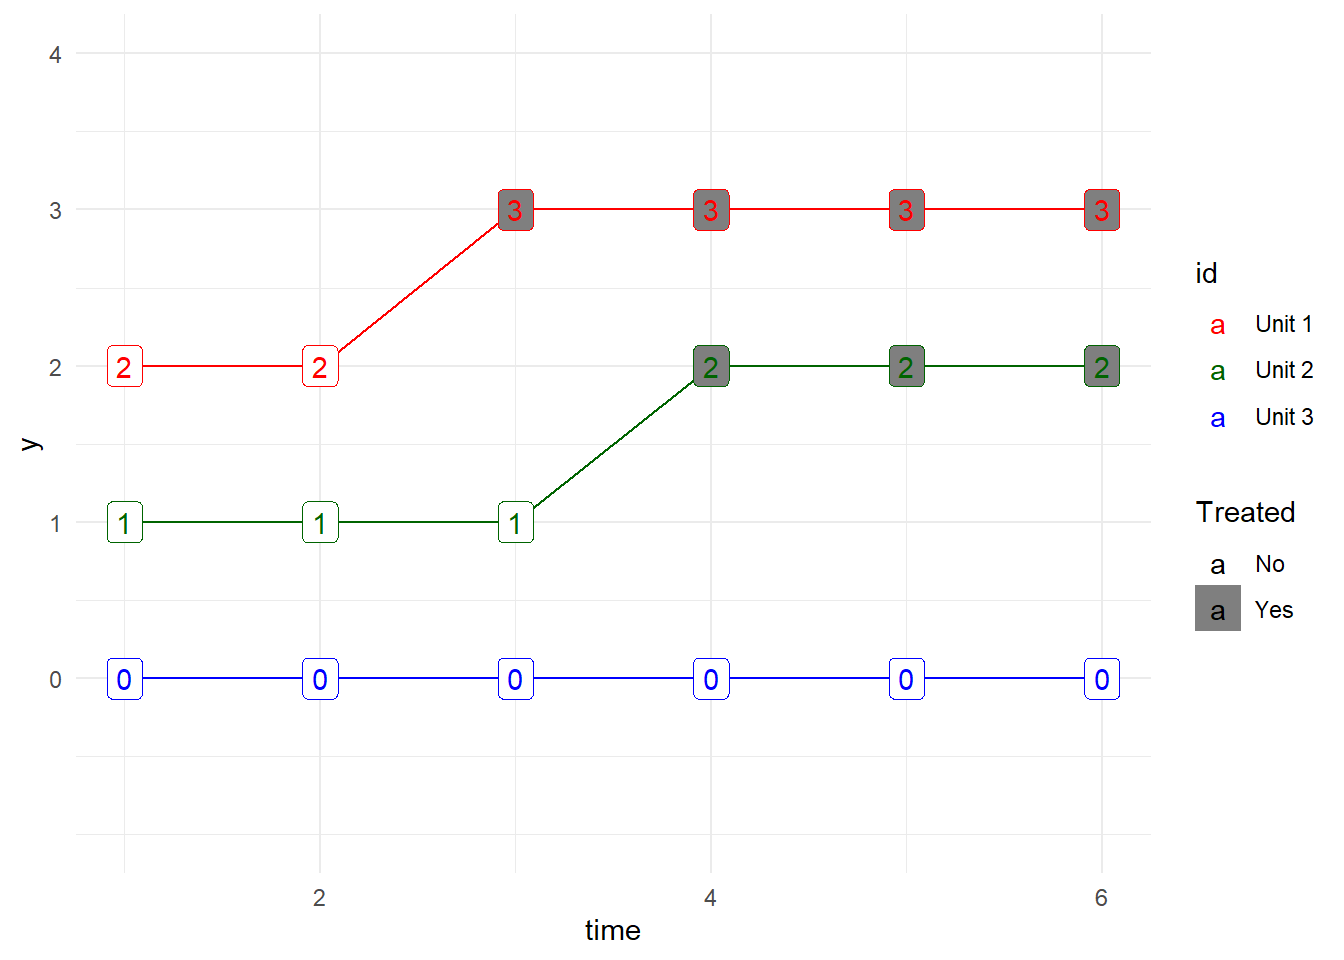 4
3
2
1
0
y
3 3 3 3
2 2 2 2 2
1 1 1
0 0 0 0 0 0
2 4 6
time
id
a Unit 1
a Unit 2
a Unit 3
Treated
a No
a Yes